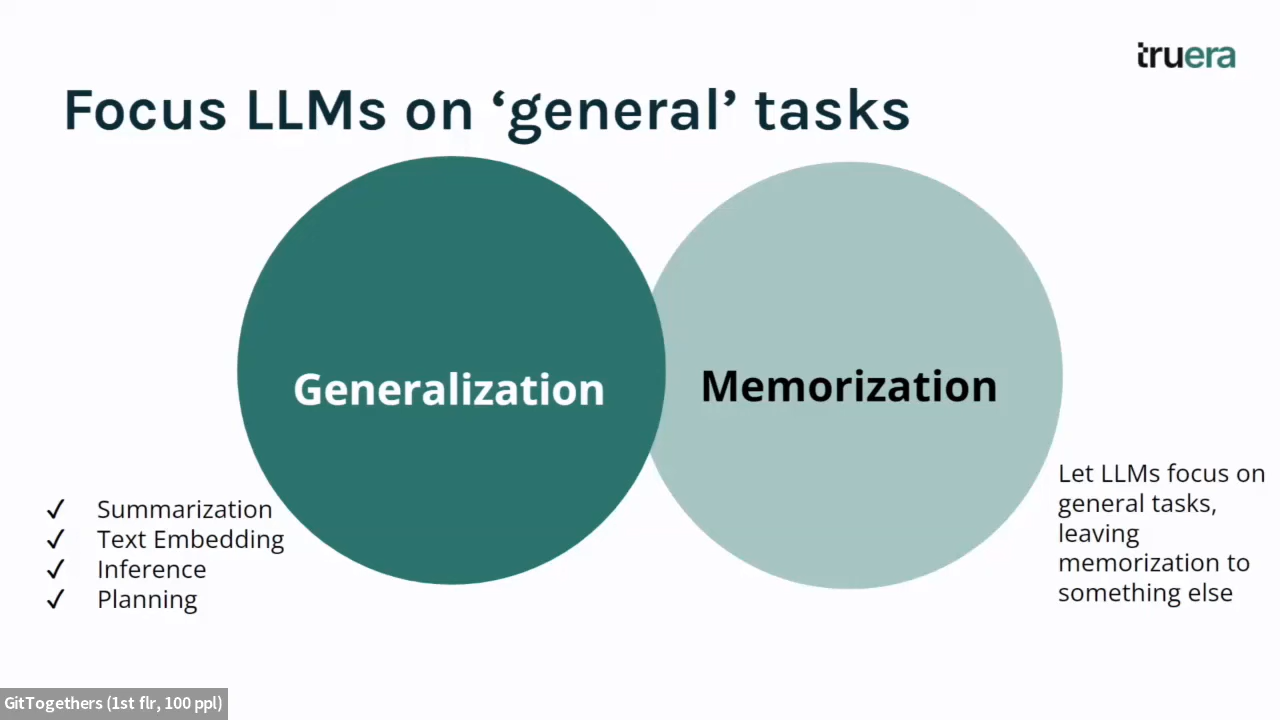 truera
Focus LLMs on ‘general’ tasks
Generalization
Memorization
✓ Summarization
✓ Text Embedding
✓ Inference
✓ Planning
Let LLMs focus on
general tasks,
leaving
memorization to
something else
GitTogethers (1st flr, 100 ppl)